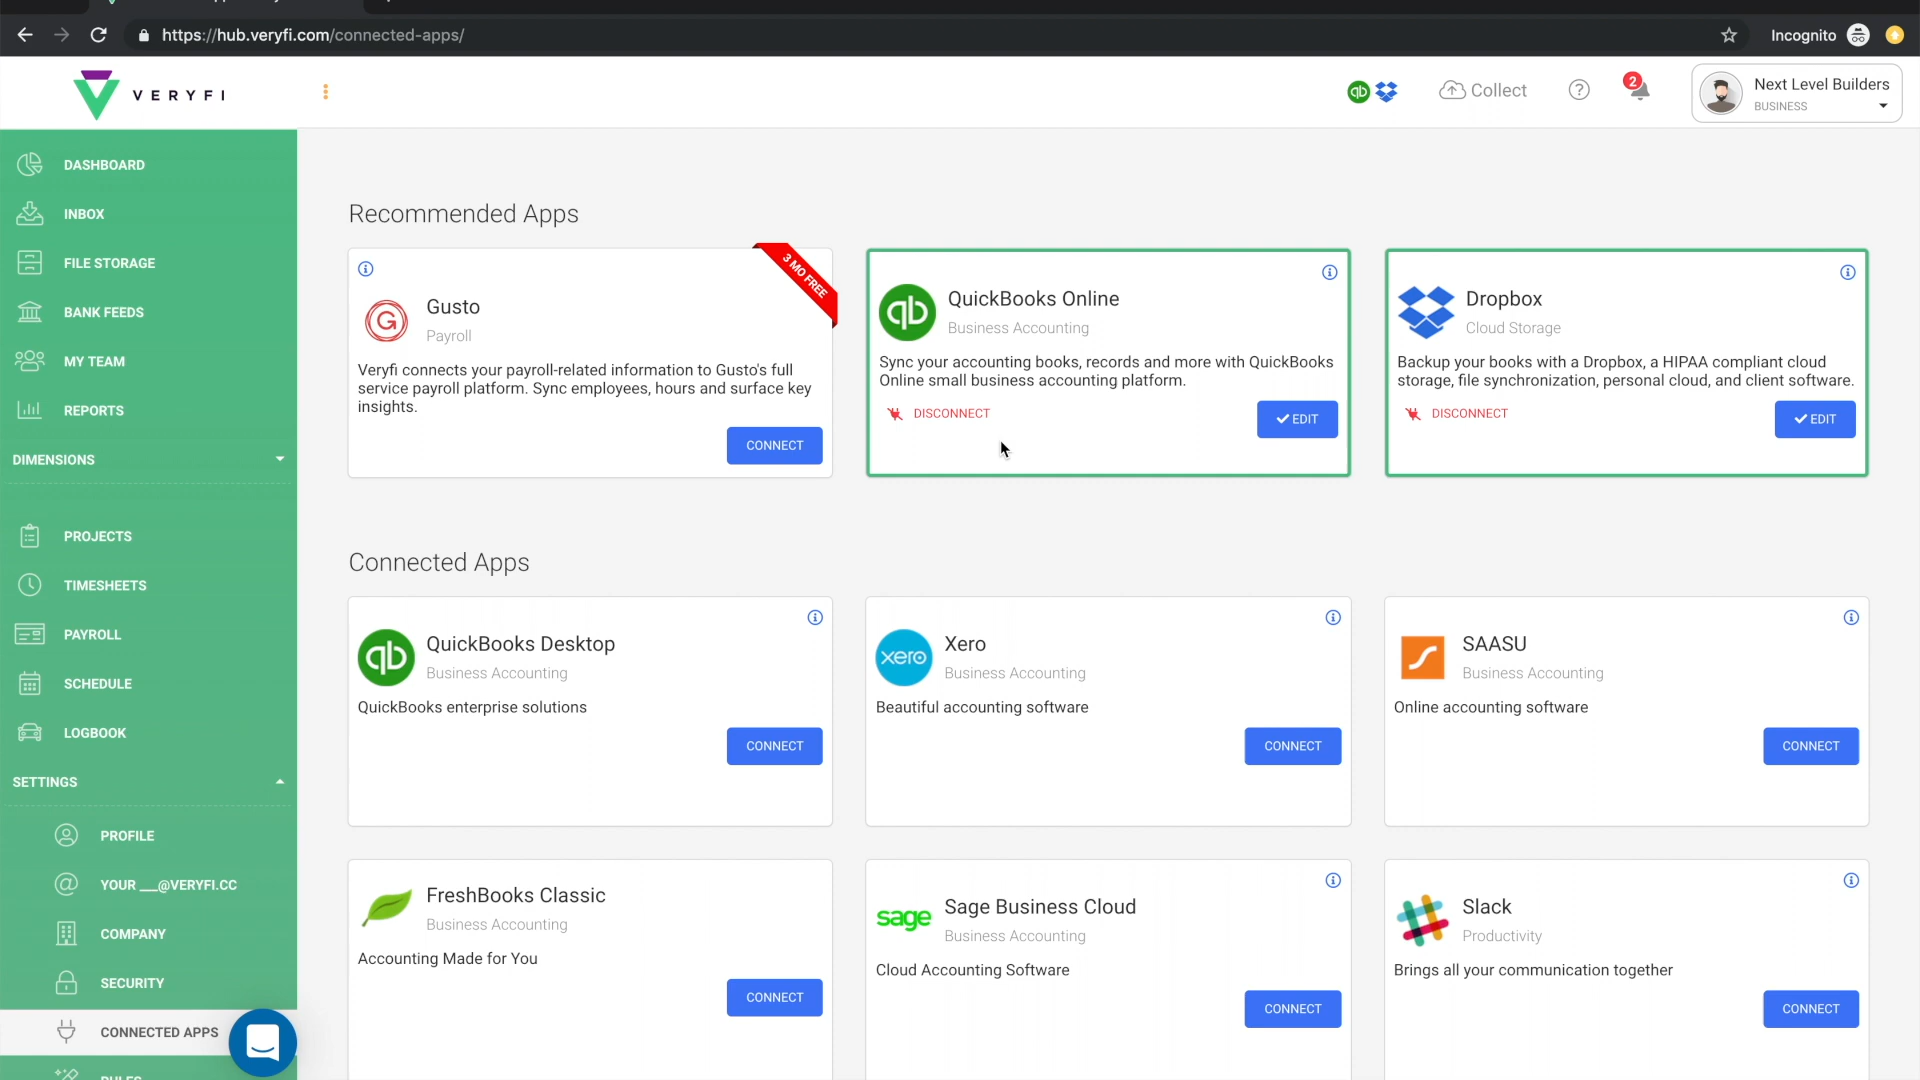 https://hub.veryfi.com/connected-apps/
Incognito
VERYFI
qb
Collect
?
2
Next Level Builders
BUSINESS
DASHBOARD
INBOX
FILE STORAGE
BANK FEEDS
MY TEAM
REPORTS
DIMENSIONS
PROJECTS
TIMESHEETS
PAYROLL
SCHEDULE
LOGBOOK
SETTINGS
PROFILE
YOUR ___@VERYFI.CC
COMPANY
SECURITY
CONNECTED APPS
RULES
Recommended Apps
3 MO FREE
G
Gusto
Payroll
Veryfi connects your payroll-related information to Gusto's full
service payroll platform. Sync employees, hours and surface key
insights.
CONNECT
qb
QuickBooks Online
Business Accounting
Sync your accounting books, records and more with QuickBooks
Online small business accounting platform.
DISCONNECT
EDIT
Dropbox
Cloud Storage
Backup your books with a Dropbox, a HIPAA compliant cloud
storage, file synchronization, personal cloud, and client software.
DISCONNECT
EDIT
Connected Apps
qb
QuickBooks Desktop
Business Accounting
QuickBooks enterprise solutions
CONNECT
xero
Xero
Business Accounting
Beautiful accounting software
CONNECT
SAASU
Business Accounting
Online accounting software
CONNECT
FreshBooks Classic
Business Accounting
Accounting Made for You
CONNECT
sage
Sage Business Cloud
Business Accounting
Cloud Accounting Software
CONNECT
Slack
Productivity
Brings all your communication together
CONNECT